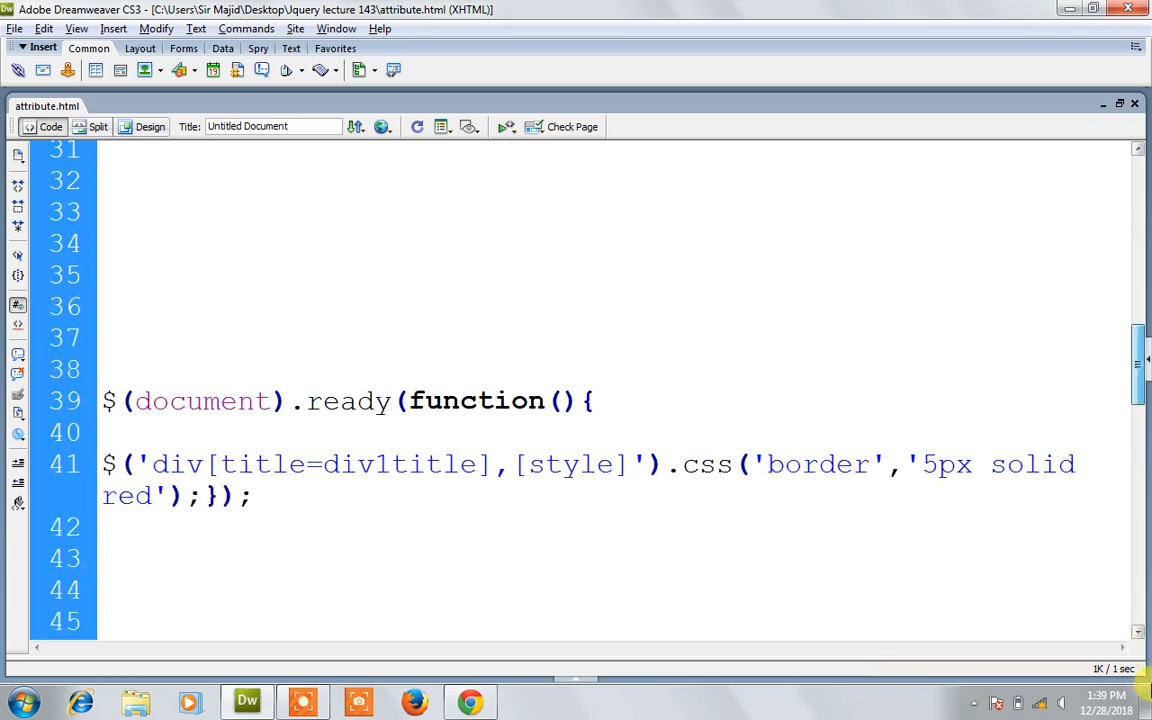 Dw Adobe Dreamweaver CS3 - [C:\Users\Sir Majid\Desktop\Jquery lecture 143\attribute.html (XHTML)]
File Edit View Insert Modify Text Commands Site Window Help
▼ Insert Common Layout Forms Data Spry Text Favorites
attribute.html
Code Split Design Title: Untitled Document Check Page
31
32
33
34
35
36
37
38
39 $(document).ready(function(){
40
41 $('div[title=div1title],[style]').css('border','5px solid
red');});
42
43
44
45
1K / 1 sec
Dw
1:39 PM
12/28/2018